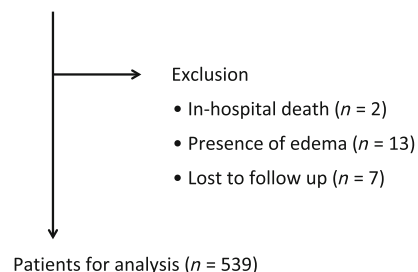 Exclusion
• In-hospital death (n = 2)
• Presence of edema (n = 13)
• Lost to follow up (n = 7)
Patients for analysis (n = 539)